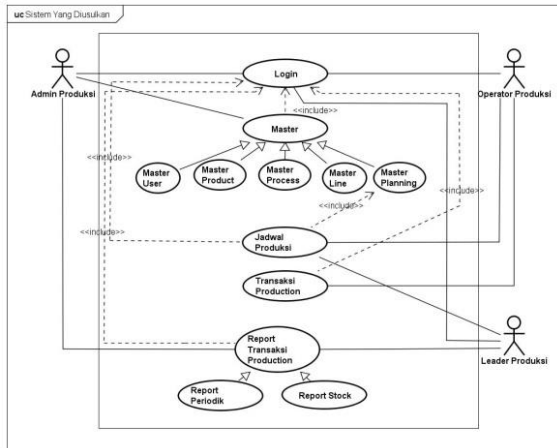 uc Sistem Yang Diusulkan
Login
Admin Produksi
Operator Produksi
<<include>>
Master
<<include>>
Master
User
Master
Product
Master
Process
Master
Line
Master
Planning
<<include>>
<<include>>
Jadwal
Produksi
<<include>>
Transaksi
Production
Report
Transaksi
Production
Leader Produksi
Report
Periodik
Report Stock